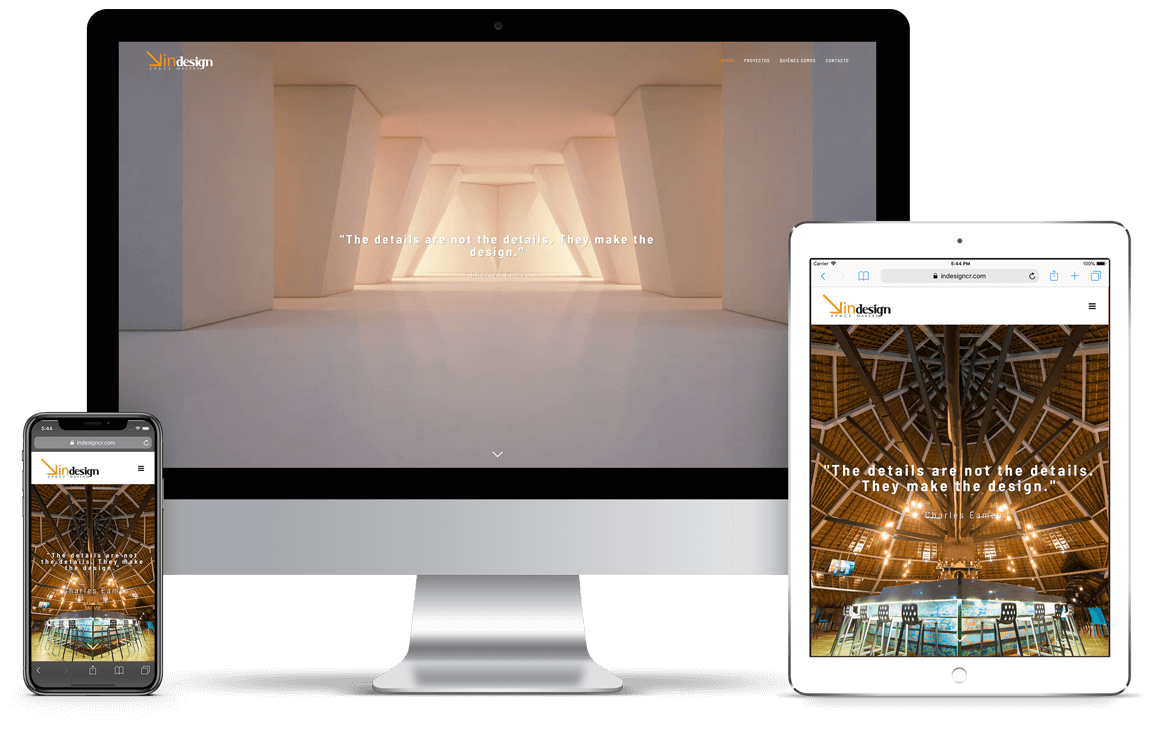 indesign
SPACE MAKERS
INICIO PROYECTOS QUIÉNES SOMOS CONTACTO
"The details are not the details. They make the
design."
- Charles Eames
Carrier 5:44 PM 100%
indesigncr.com
indesign
SPACE MAKERS
"The details are not the details.
They make the design."
- Charles Eames
5:44
indesigncr.com
indesign
SPACE MAKERS
"The details are not
the details. They make
the design."
- Charles Eames